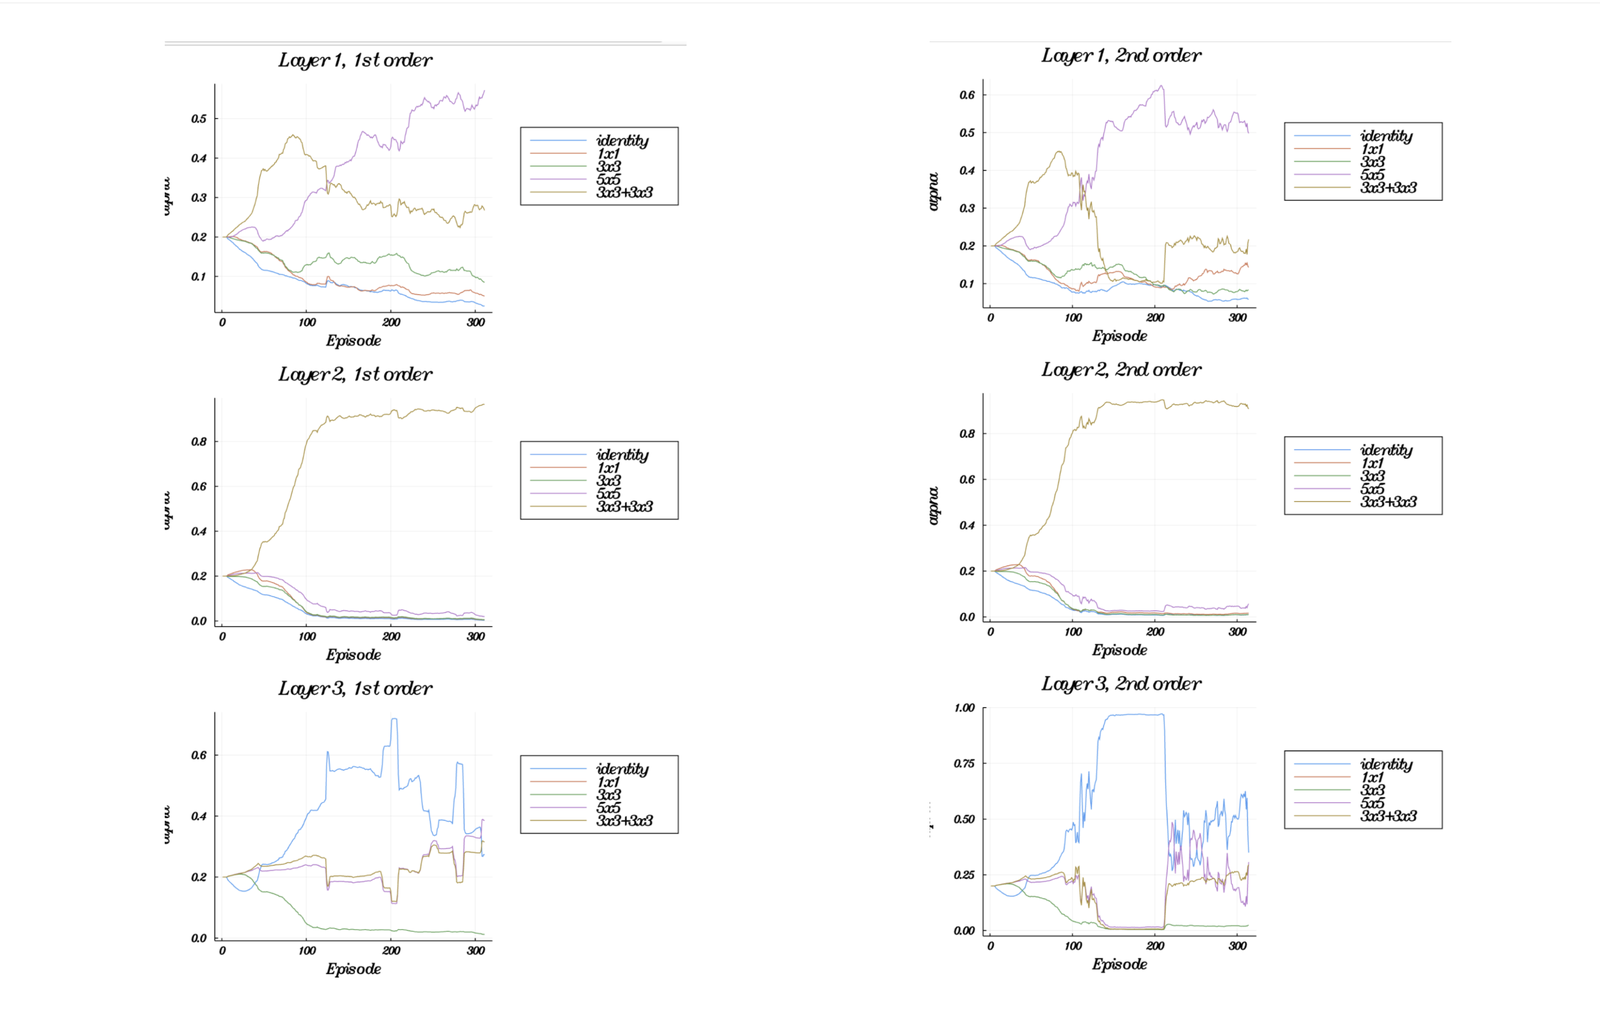 Layer 1, 1st order
0.5
0.4
0.3
0.2
0.1
0 100 200 300
Episode
identity
1x1
3x3
5x5
3x3+3x3
Layer 1, 2nd order
alpha
0.6
0.5
0.4
0.3
0.2
0.1
0 100 200 300
Episode
identity
1x1
3x3
5x5
3x3+3x3
Layer 2, 1st order
0.8
0.6
0.4
0.2
0.0
0 100 200 300
Episode
identity
1x1
3x3
5x5
3x3+3x3
Layer 2, 2nd order
alpha
0.8
0.6
0.4
0.2
0.0
0 100 200 300
Episode
identity
1x1
3x3
5x5
3x3+3x3
Layer 3, 1st order
0.6
0.4
0.2
0.0
0 100 200 300
Episode
identity
1x1
3x3
5x5
3x3+3x3
Layer 3, 2nd order
1.00
0.75
0.50
0.25
0.00
0 100 200 300
Episode
identity
1x1
3x3
5x5
3x3+3x3